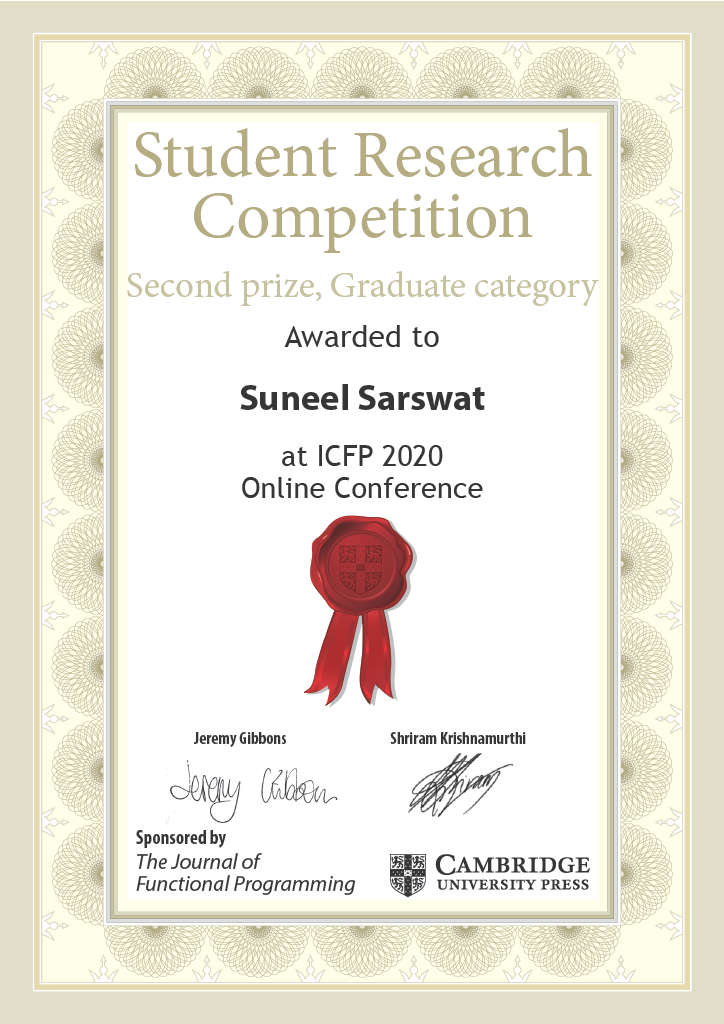 Student Research
Competition
Second prize, Graduate category
Awarded to
Suneel Sarswat
at ICFP 2020
Online Conference
Jeremy Gibbons
Shriram Krishnamurthi
Jeremy Gibbons
Shriram
Sponsored by
The Journal of
Functional Programming
CAMBRIDGE
UNIVERSITY PRESS